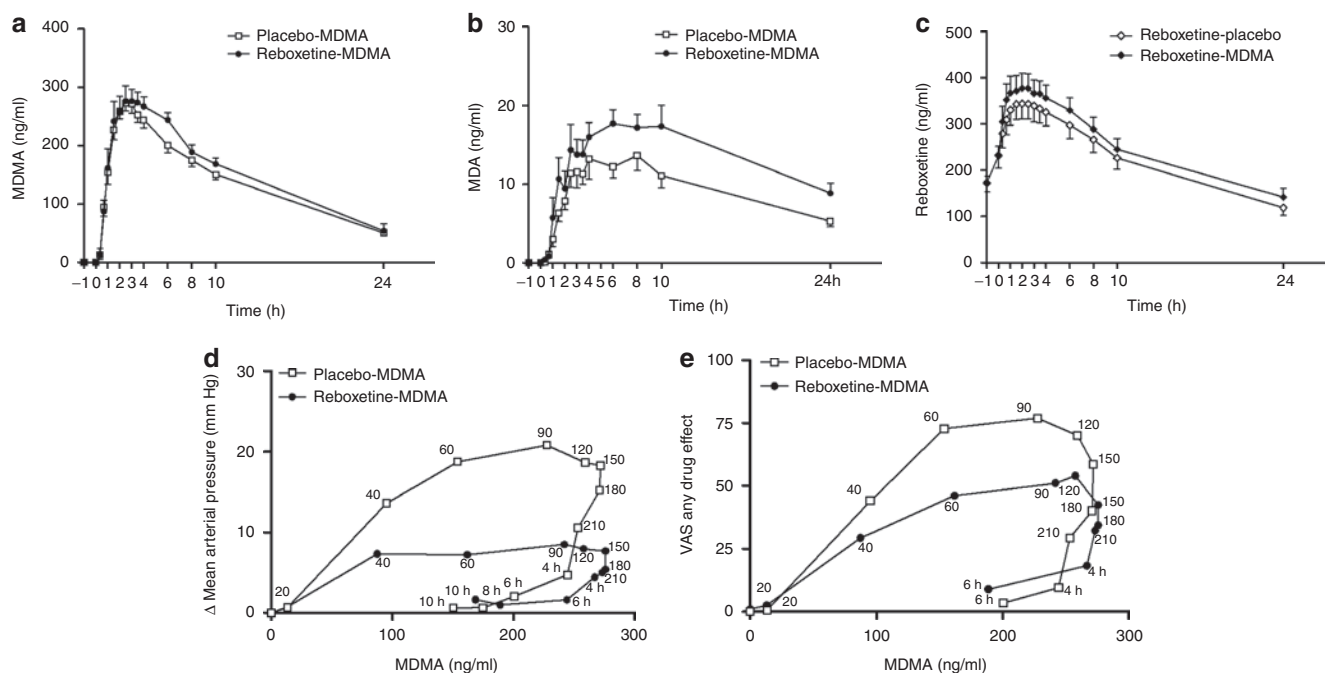 a
Placebo-MDMA
Reboxetine-MDMA
MDMA (ng/ml)
400
300
200
100
0
−1 0 1 2 3 4 6 8 10 24
Time (h)
b
Placebo-MDMA
Reboxetine-MDMA
MDA (ng/ml)
30
20
10
0
−1 0 1 2 3 4 5 6 8 10 24h
Time (h)
c
Reboxetine-placebo
Reboxetine-MDMA
Reboxetine (ng/ml)
500
400
300
200
100
0
−1 0 1 2 3 4 6 8 10 24
Time (h)
d
Placebo-MDMA
Reboxetine-MDMA
Δ Mean arterial pressure (mm Hg)
30
20
10
0
20
40
60
90
120
150
180
210
4 h
6 h
8 h
10 h
40
60
90
120
150
180
210
4 h
6 h
10 h
0 100 200 300
MDMA (ng/ml)
e
Placebo-MDMA
Reboxetine-MDMA
VAS any drug effect
100
75
50
25
0
20
40
60
90
120
150
180
210
4 h
6 h
20
40
60
90
120
150
180
210
4 h
6 h
0 100 200 300
MDMA (ng/ml)